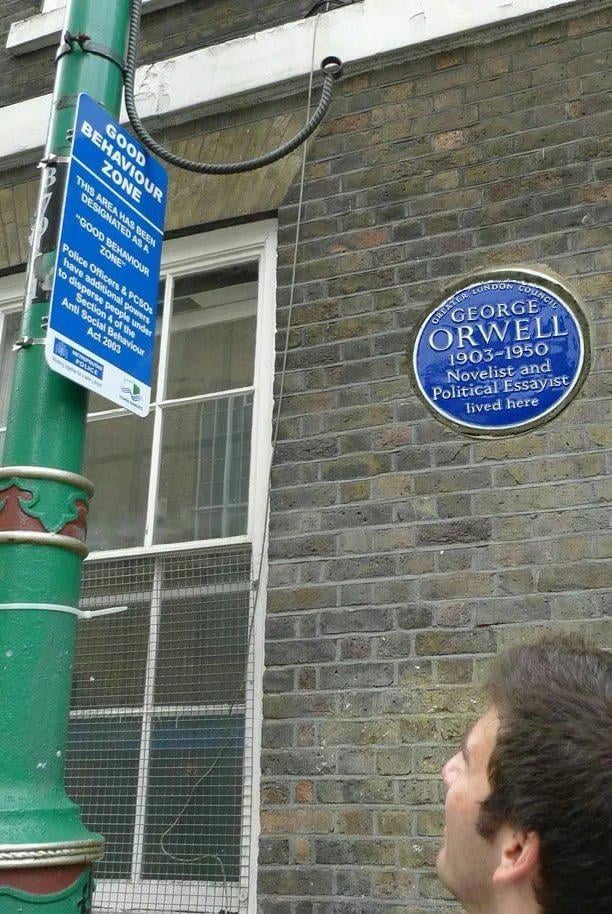 GOOD
BEHAVIOUR
ZONE
THIS AREA HAS BEEN
DESIGNATED AS A
"GOOD BEHAVIOUR
ZONE"
Police Officers & PCSOs
have additional powers
to disperse people under
Section 4 of the
Anti Social Behaviour
Act 2003
METROPOLITAN
POLICE
GREATER LONDON COUNCIL
GEORGE
ORWELL
1903-1950
Novelist and
Political Essayist
lived here